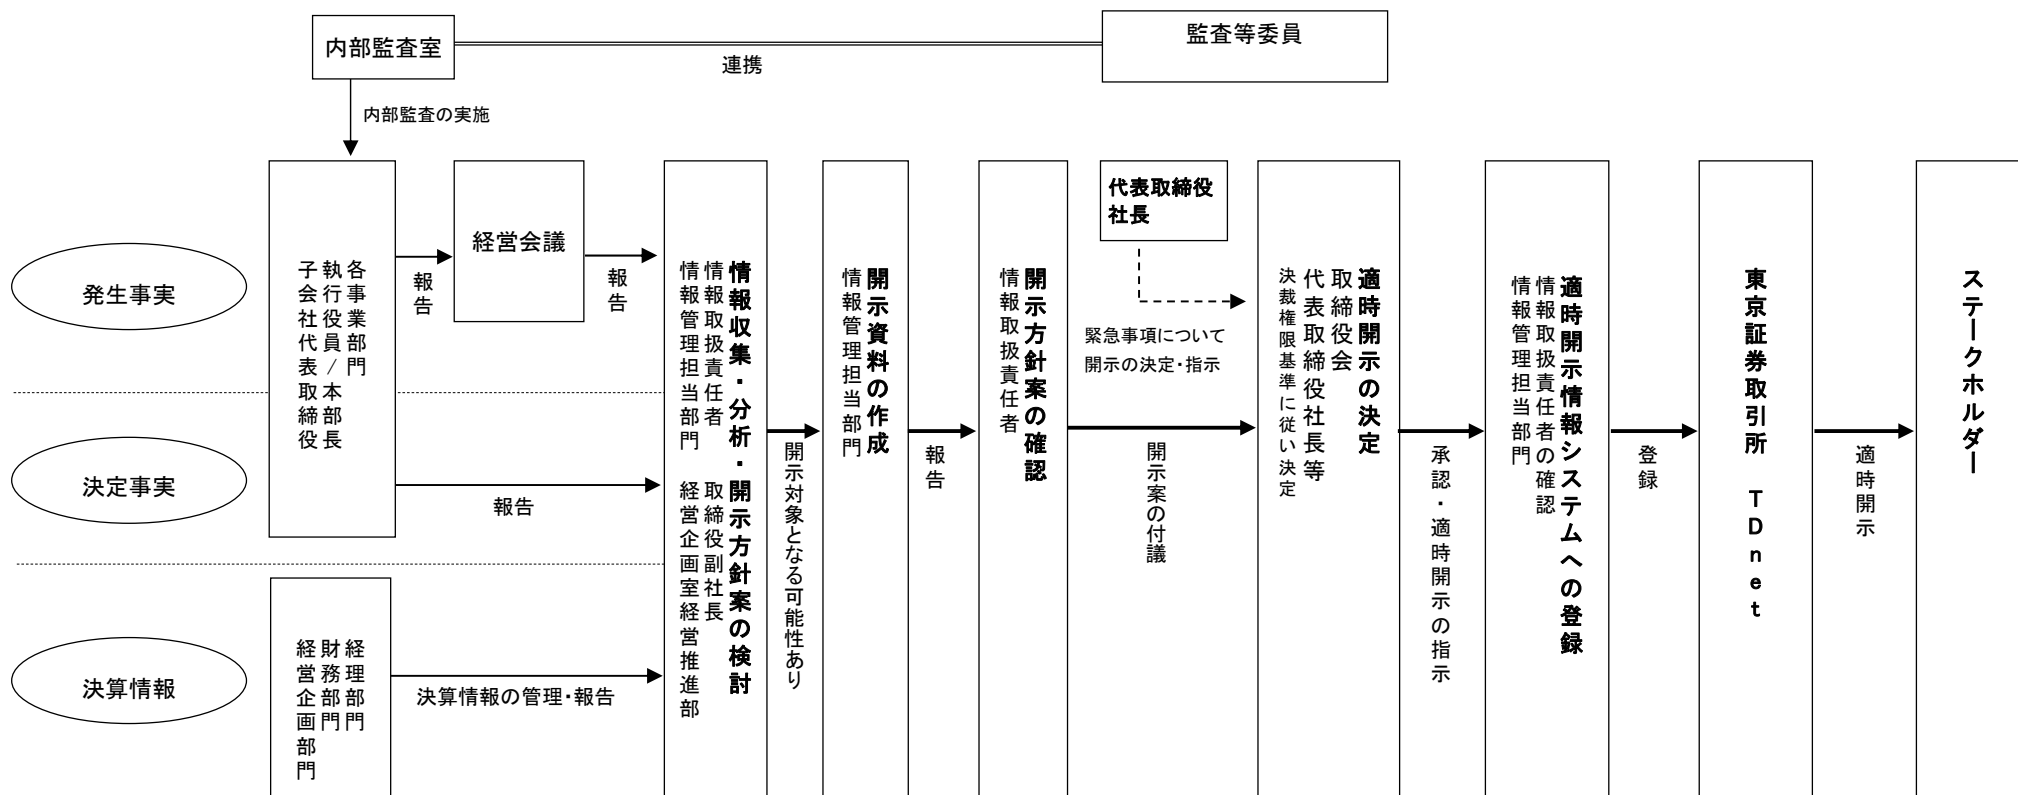 内部監査室
監査等委員
連携
内部監査の実施
発生事実
決定事実
決算情報
各事業部門
執行役員/本部長
子会社代表取締役
経理部門
財務部門
経営企画部門
報告
経営会議
報告
報告
決算情報の管理・報告
情報収集・分析・開示方針案の検討
情報取扱責任者 取締役副社長
情報管理担当部門 経営企画室経営推進部
開示対象となる可能性あり
開示資料の作成
情報管理担当部門
報告
開示方針案の確認
情報取扱責任者
代表取締役
社長
緊急事項について
開示の決定・指示
開示案の付議
適時開示の決定
取締役会
代表取締役社長等
決裁権限基準に従い決定
承認・適時開示の指示
適時開示情報システムへの登録
情報取扱責任者の確認
情報管理担当部門
登録
東京証券取引所 TDnet
適時開示
ステークホルダー